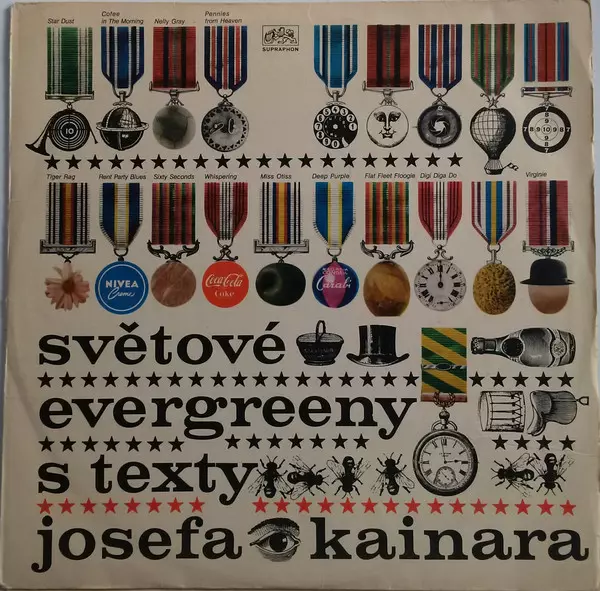 Star Dust
Cofee
in The Morning
Nelly Gray
Pennies
from Heaven
SUPRAPHON
Tiger Rag
Rent Party Blues
Sixty Seconds
Whispering
Miss Otiss
Deep Purple
Flat Fleet Floogie
Digi Diga Do
Virginie
NIVEA
Creme
Coca-Cola
Coke
Carabi
světové
evergreeny
s texty
josefa kainara